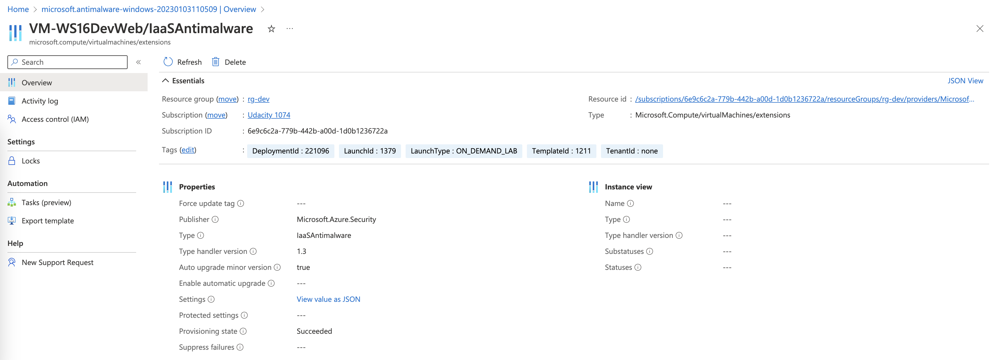 Home > microsoft.antimalware-windows-20230103110509 | Overview >
VM-WS16DevWeb/IaaSAntimalware
microsoft.compute/virtualmachines/extensions
Search
Refresh Delete
Overview
Activity log
Access control (IAM)
Settings
Locks
Automation
Tasks (preview)
Export template
Help
New Support Request
Essentials JSON View
Resource group (move) : rg-dev
Subscription (move) : Udacity 1074
Subscription ID : 6e9c6c2a-779b-442b-a00d-1d0b1236722a
Resource id : /subscriptions/6e9c6c2a-779b-442b-a00d-1d0b1236722a/resourceGroups/rg-dev/providers/Microsof...
Type : Microsoft.Compute/virtualMachines/extensions
Tags (edit) : DeploymentId : 221096 LaunchId : 1379 LaunchType : ON_DEMAND_LAB TemplateId : 1211 TenantId : none
Properties
Force update tag ---
Publisher Microsoft.Azure.Security
Type IaaSAntimalware
Type handler version 1.3
Auto upgrade minor version true
Enable automatic upgrade ---
Settings View value as JSON
Protected settings ---
Provisioning state Succeeded
Suppress failures ---
Instance view
Name ---
Type ---
Type handler version ---
Substatuses ---
Statuses ---